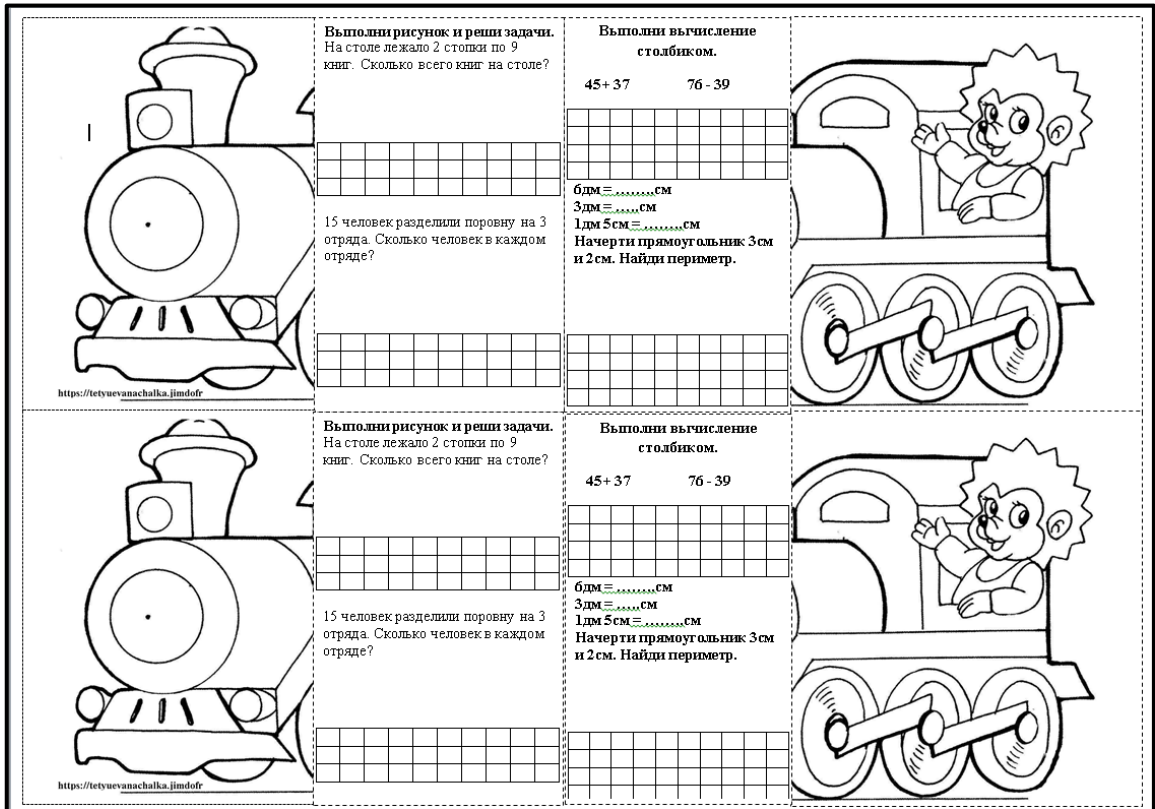 Выполни рисунок и реши задачи.
На столе лежало 2 стопки по 9
книг. Сколько всего книг на столе?
15 человек разделили поровну на 3
отряда. Сколько человек в каждом
отряде?
Выполни вычисление
столбиком.
45+ 37 76 - 39
6дм = ……..см
3дм = …..см
1дм 5см = ……..см
Начерти прямоугольник 3см
и 2см. Найди периметр.
https://tetyuevanachalka.jimdofr
Выполни рисунок и реши задачи.
На столе лежало 2 стопки по 9
книг. Сколько всего книг на столе?
15 человек разделили поровну на 3
отряда. Сколько человек в каждом
отряде?
Выполни вычисление
столбиком.
45+ 37 76 - 39
6дм = ……..см
3дм = …..см
1дм 5см = ……..см
Начерти прямоугольник 3см
и 2см. Найди периметр.
https://tetyuevanachalka.jimdofr